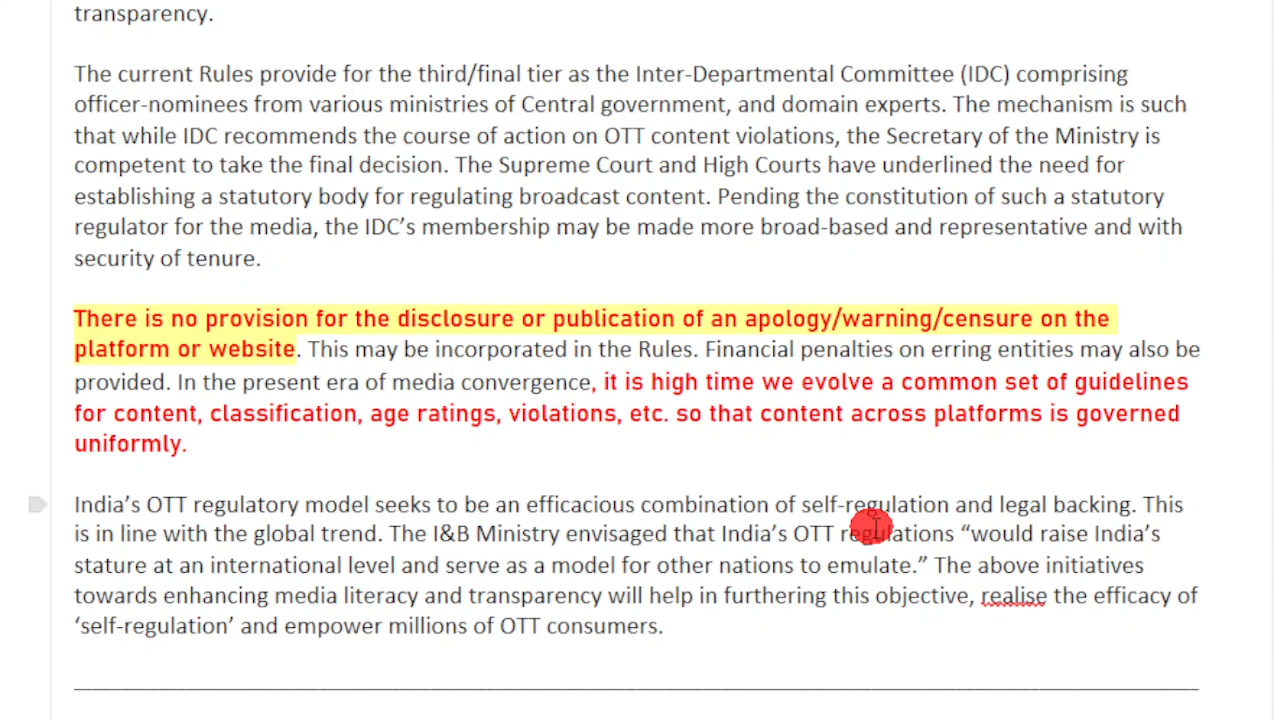 transparency.
The current Rules provide for the third/final tier as the Inter-Departmental Committee (IDC) comprising
officer-nominees from various ministries of Central government, and domain experts. The mechanism is such
that while IDC recommends the course of action on OTT content violations, the Secretary of the Ministry is
competent to take the final decision. The Supreme Court and High Courts have underlined the need for
establishing a statutory body for regulating broadcast content. Pending the constitution of such a statutory
regulator for the media, the IDC’s membership may be made more broad-based and representative and with
security of tenure.
There is no provision for the disclosure or publication of an apology/warning/censure on the
platform or website. This may be incorporated in the Rules. Financial penalties on erring entities may also be
provided. In the present era of media convergence, it is high time we evolve a common set of guidelines
for content, classification, age ratings, violations, etc. so that content across platforms is governed
uniformly.
India’s OTT regulatory model seeks to be an efficacious combination of self-regulation and legal backing. This
is in line with the global trend. The I&B Ministry envisaged that India’s OTT regulations “would raise India’s
stature at an international level and serve as a model for other nations to emulate.” The above initiatives
towards enhancing media literacy and transparency will help in furthering this objective, realise the efficacy of
‘self-regulation’ and empower millions of OTT consumers.